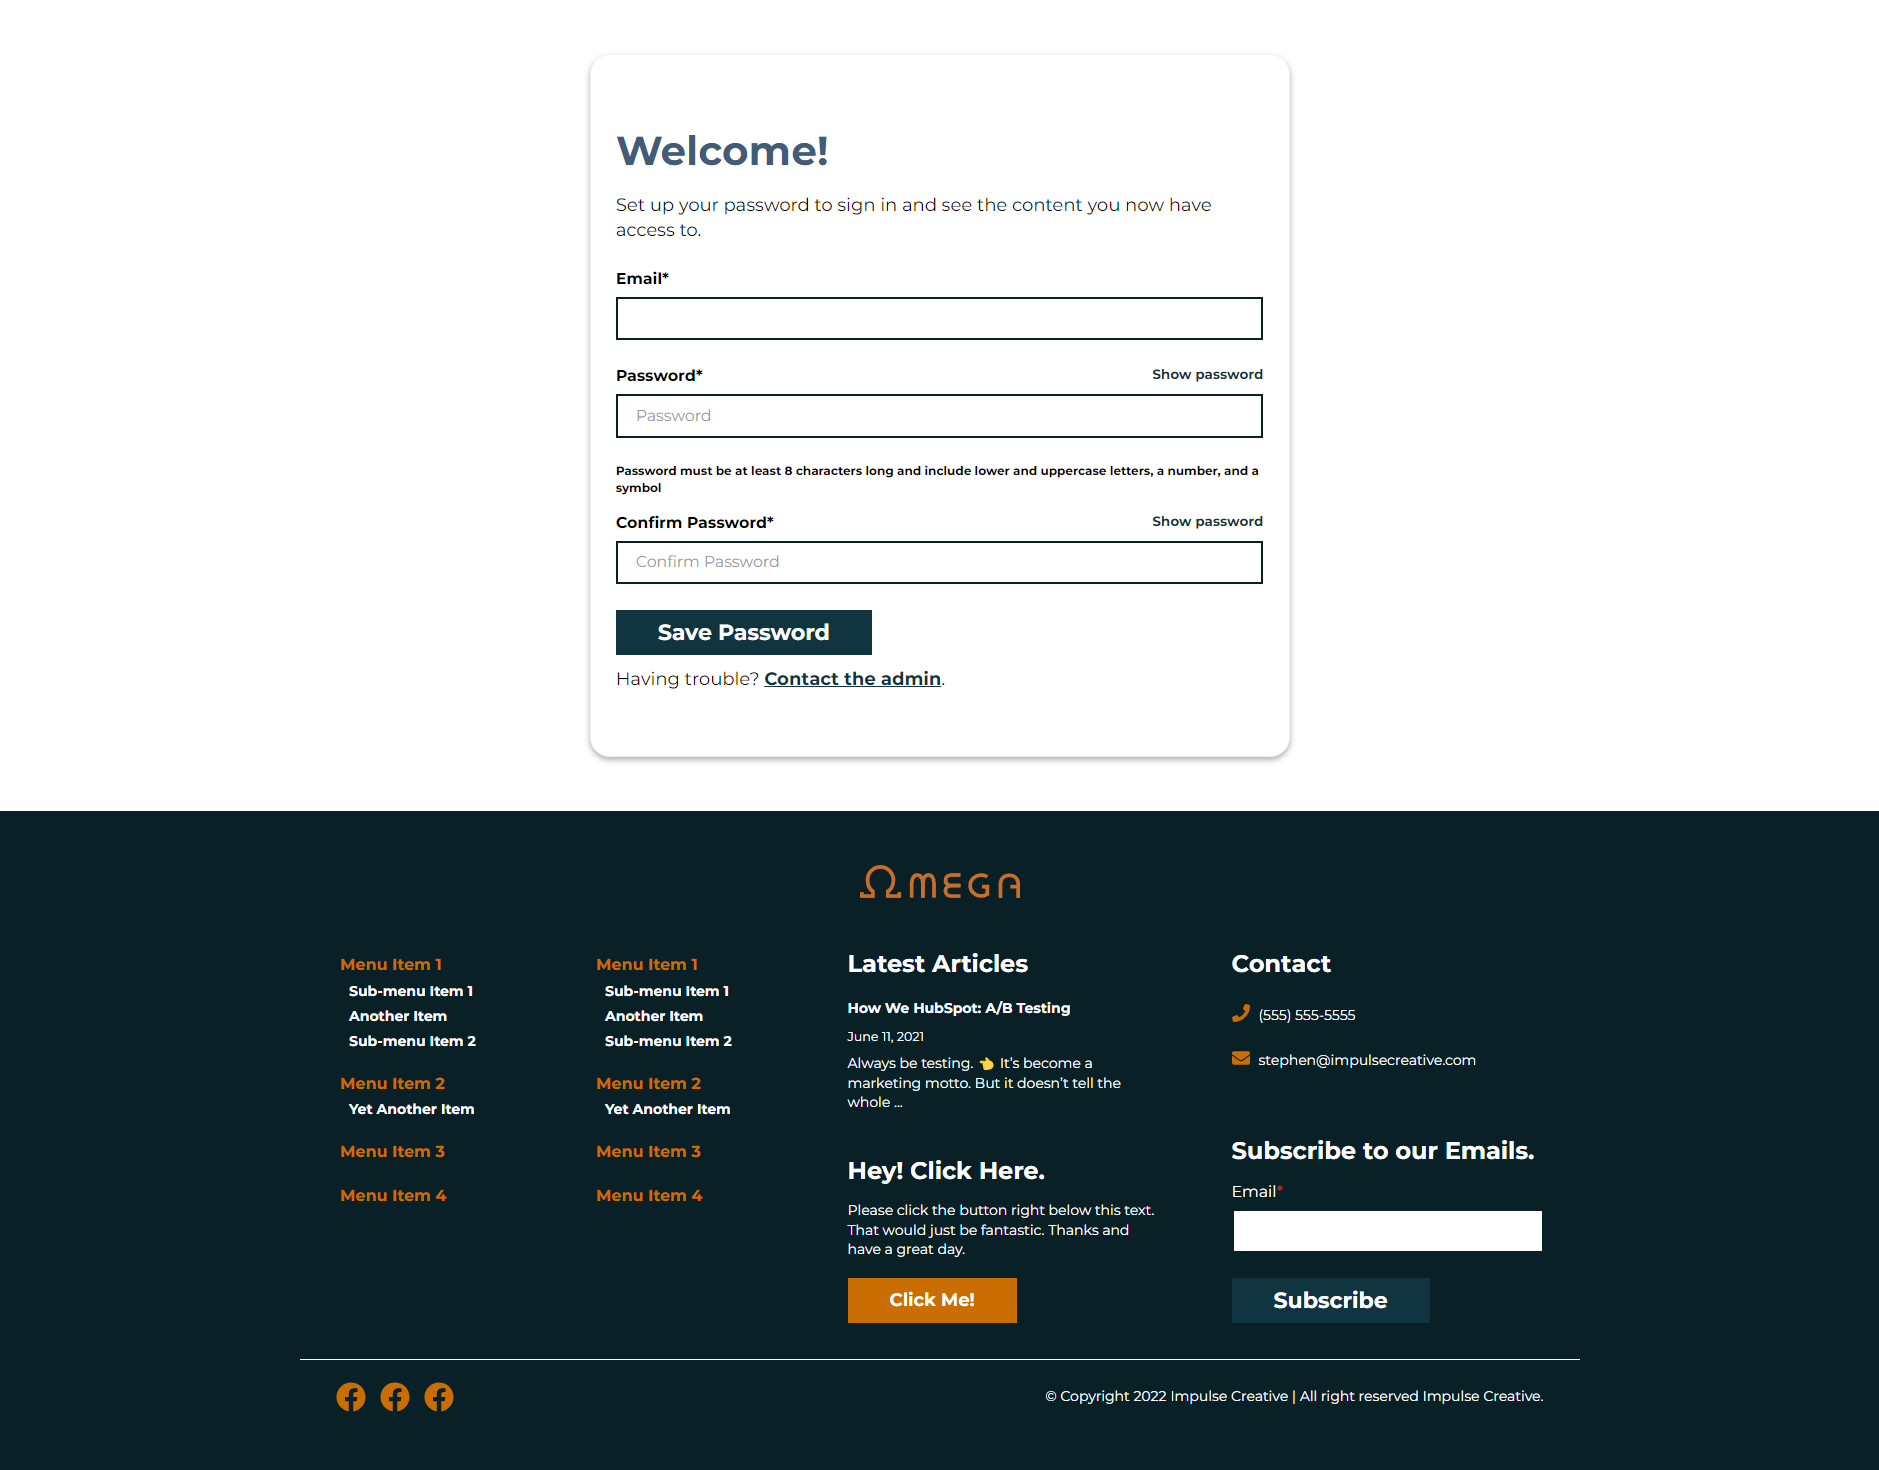 Welcome!
Set up your password to sign in and see the content you now have
access to.
Email*
Password*
Show password
Password
Password must be at least 8 characters long and include lower and uppercase letters, a number, and a
symbol
Confirm Password*
Show password
Confirm Password
Save Password
Having trouble? Contact the admin.
ΩMEGA
Menu Item 1
Sub-menu Item 1
Another Item
Sub-menu Item 2
Menu Item 2
Yet Another Item
Menu Item 3
Menu Item 4
Menu Item 1
Sub-menu Item 1
Another Item
Sub-menu Item 2
Menu Item 2
Yet Another Item
Menu Item 3
Menu Item 4
Latest Articles
How We HubSpot: A/B Testing
June 11, 2021
Always be testing. 👈 It's become a
marketing motto. But it doesn't tell the
whole ...
Hey! Click Here.
Please click the button right below this text.
That would just be fantastic. Thanks and
have a great day.
Click Me!
Contact
(555) 555-5555
stephen@impulsecreative.com
Subscribe to our Emails.
Email*
Subscribe
© Copyright 2022 Impulse Creative | All right reserved Impulse Creative.